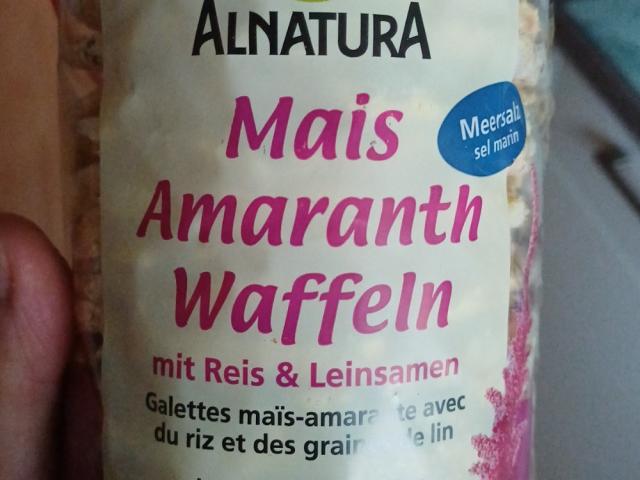 ALNATURA
Mais
Amaranth
Waffeln
Meersalz
sel marin
mit Reis & Leinsamen
Galettes maïs-amara te avec
du riz et des grain de lin